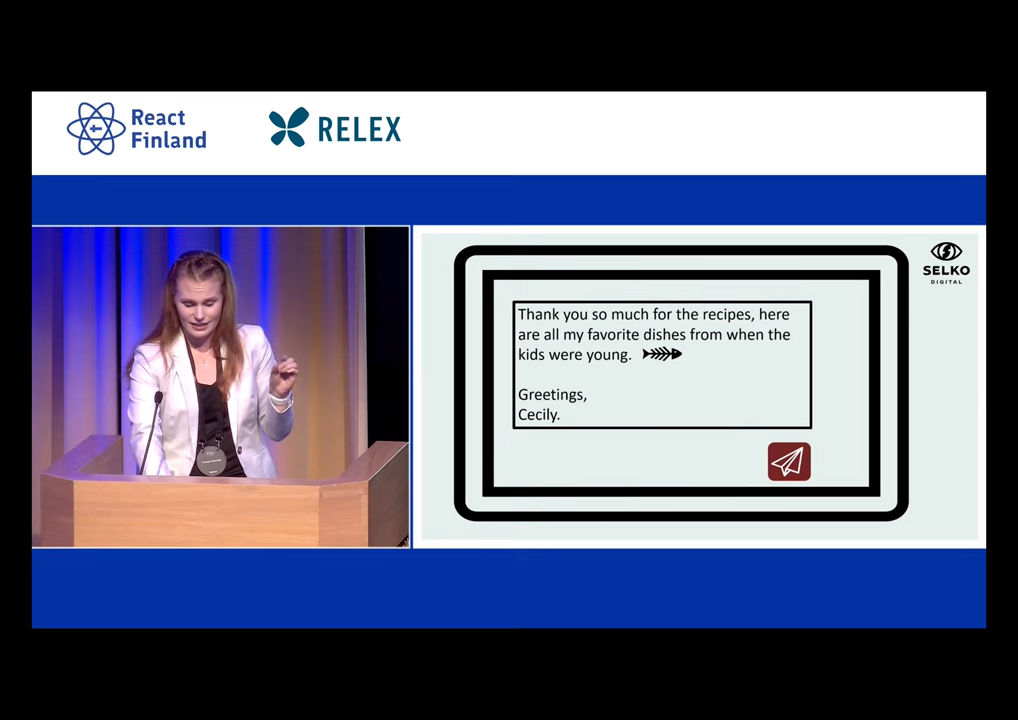 React
Finland
RELEX
SELKO
DIGITAL
Thank you so much for the recipes, here
are all my favorite dishes from when the
kids were young.
Greetings,
Cecily.